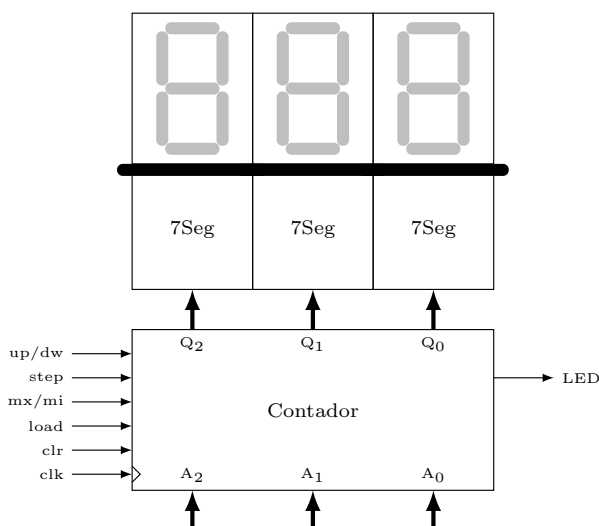 7Seg 7Seg 7Seg
Q2 Q1 Q0
up/dw
step
LED
mx/mi
Contador
load
clr
clk
A2 A1 A0